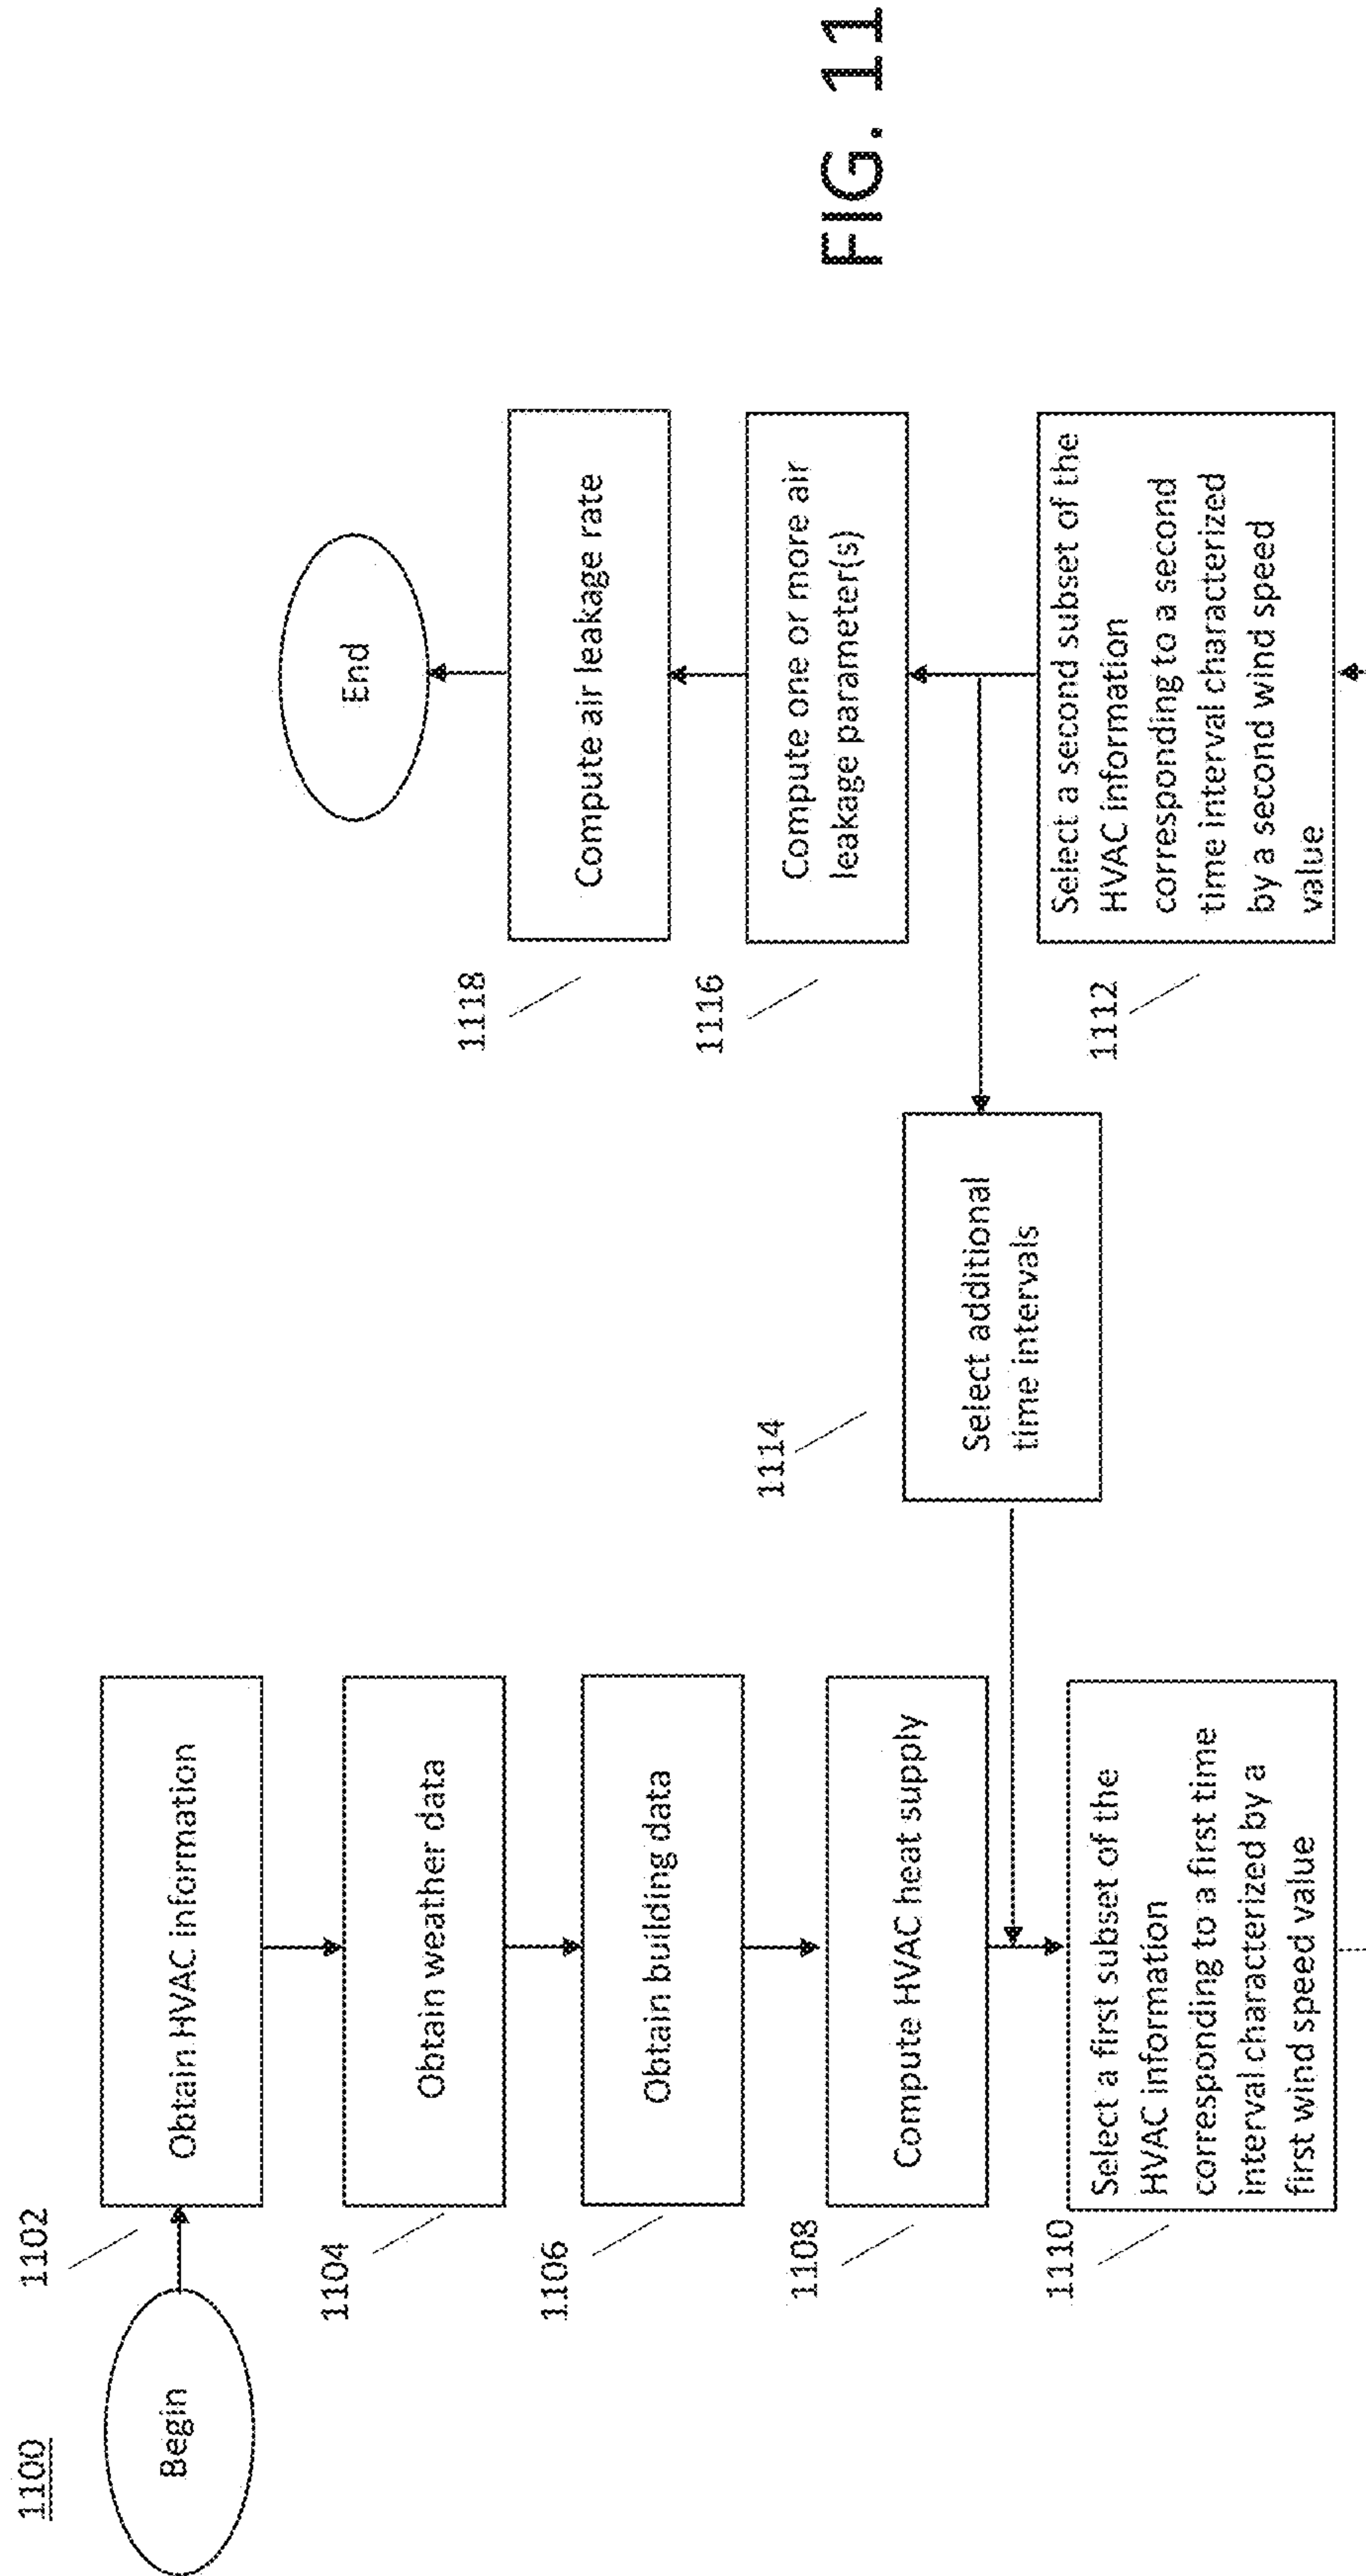 1100
Begin
1102
Obtain HVAC information
1104
Obtain weather data
1106
Obtain building data
1108
Compute HVAC heat supply
1110
Select a first subset of the
HVAC information
corresponding to a first time
interval characterized by a
first wind speed value
1114
Select additional
time intervals
1112
Select a second subset of the
HVAC information
corresponding to a second
time interval characterized
by a second wind speed
value
1116
Compute one or more air
leakage parameter(s)
1118
Compute air leakage rate
End
FIG. 11